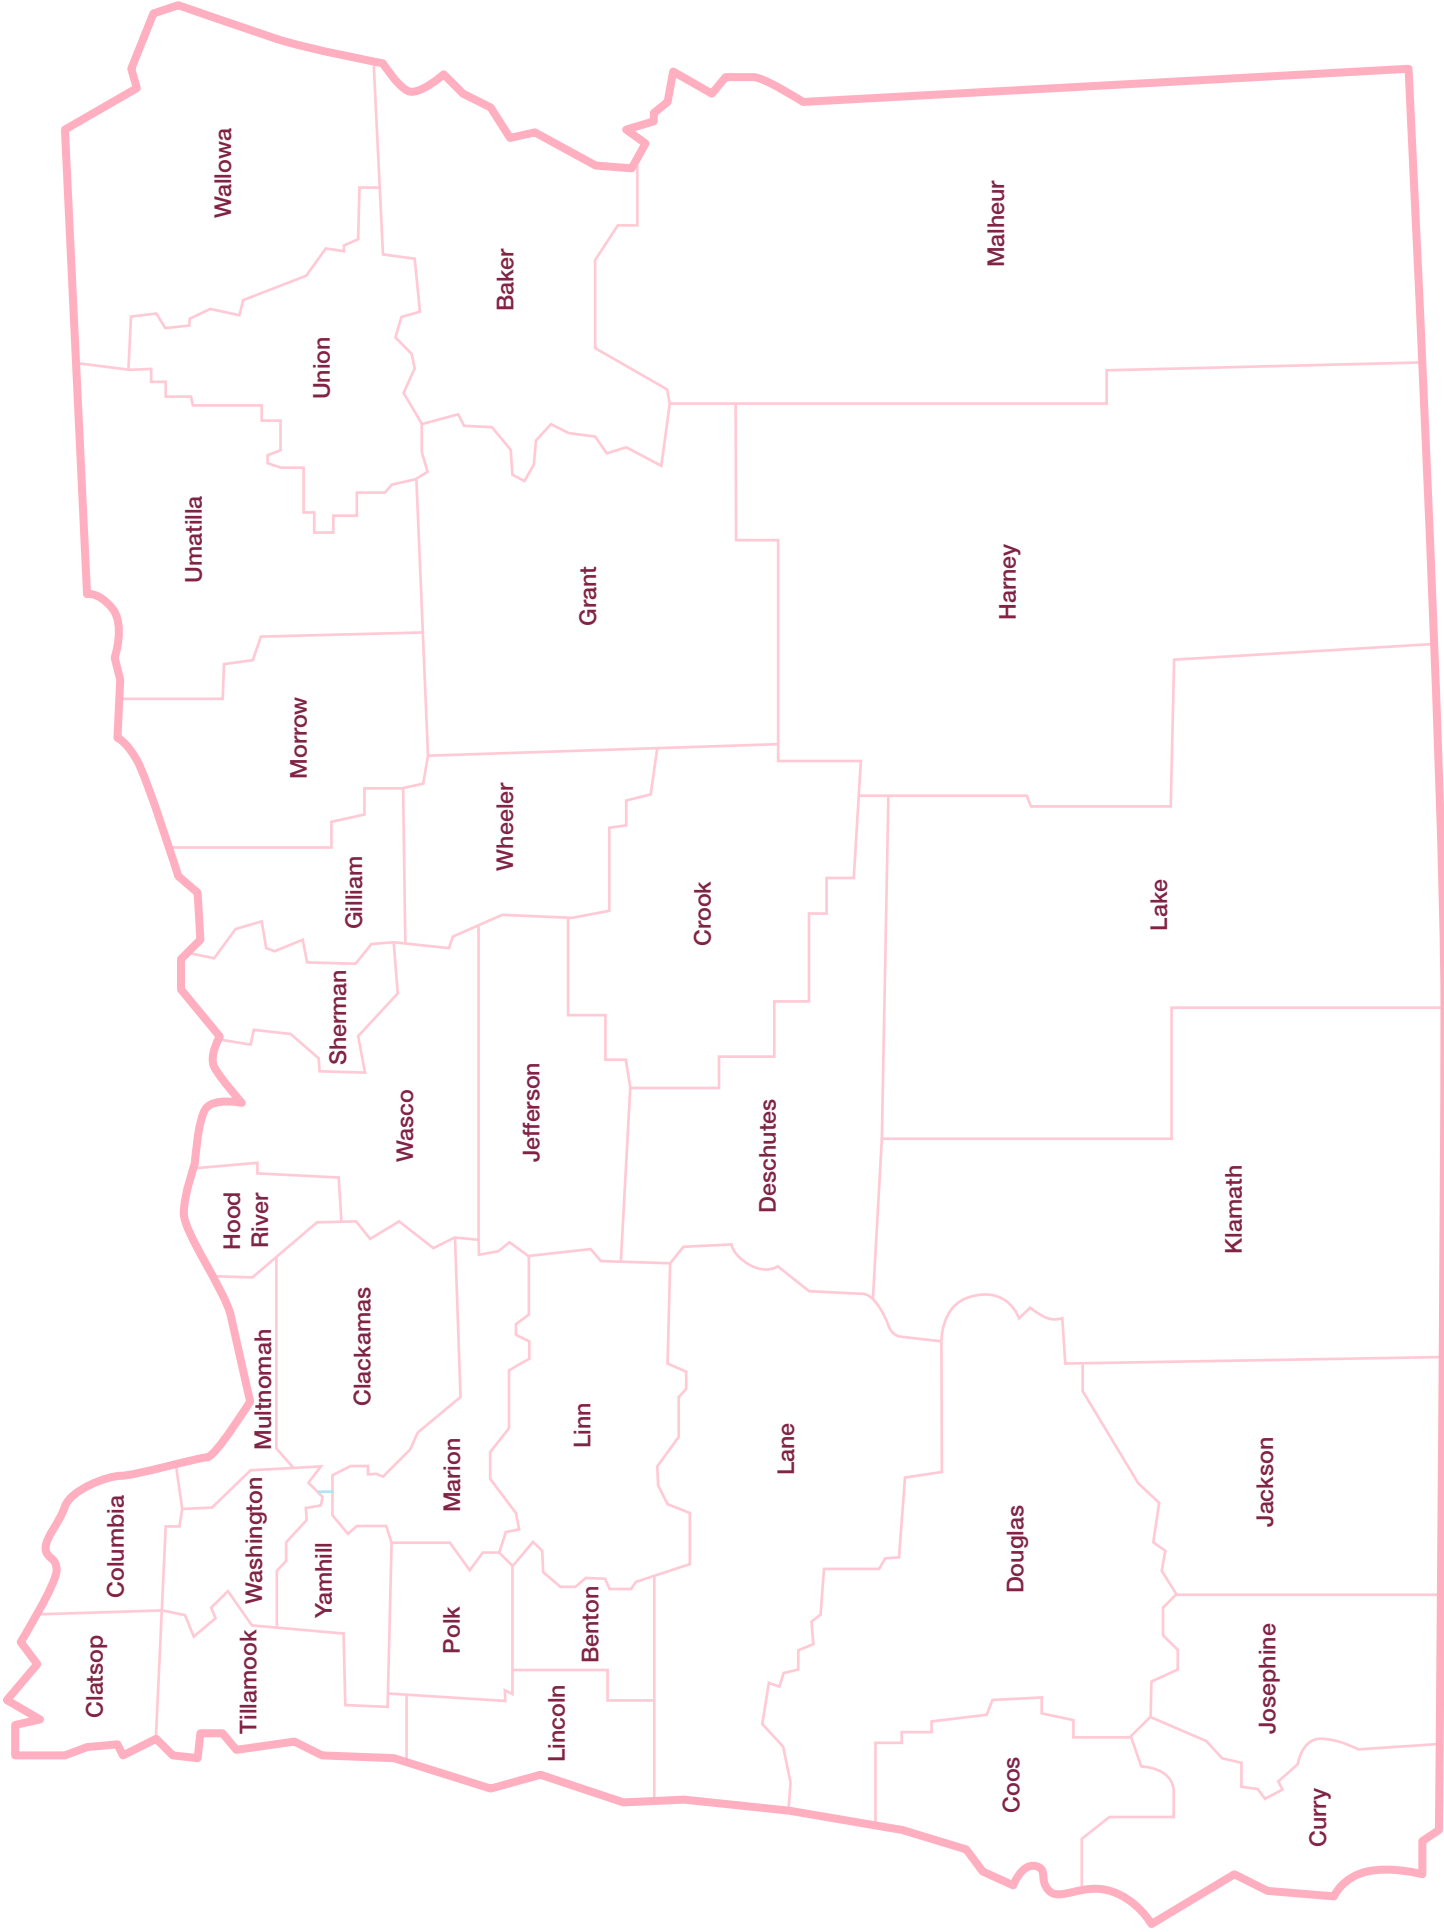 Clatsop
Columbia
Tillamook
Washington
Multnomah
Hood
River
Yamhill
Clackamas
Wasco
Sherman
Gilliam
Morrow
Umatilla
Union
Wallowa
Polk
Marion
Lincoln
Benton
Linn
Jefferson
Wheeler
Grant
Baker
Lane
Deschutes
Crook
Malheur
Harney
Coos
Douglas
Lake
Klamath
Curry
Josephine
Jackson